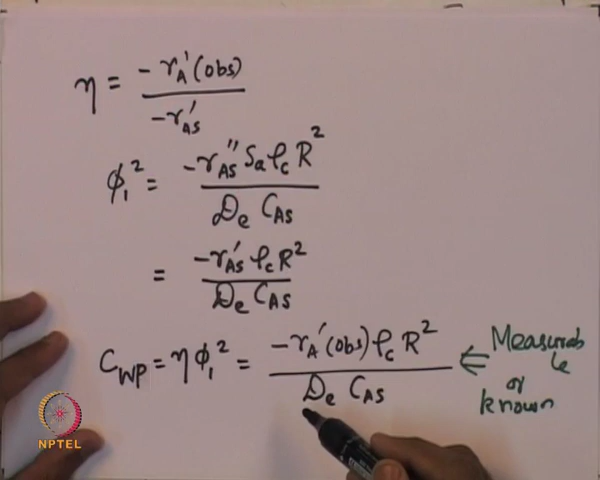 η = -r_A'(obs) / -r_AS'
φ₁² = -r_AS'' S_a ρ_c R² / D_e C_AS
= -r_AS' ρ_c R² / D_e C_AS
C_WP = η φ₁² = -r_A'(obs) ρ_c R² / D_e C_AS ⇐ Measurable or known
NPTEL